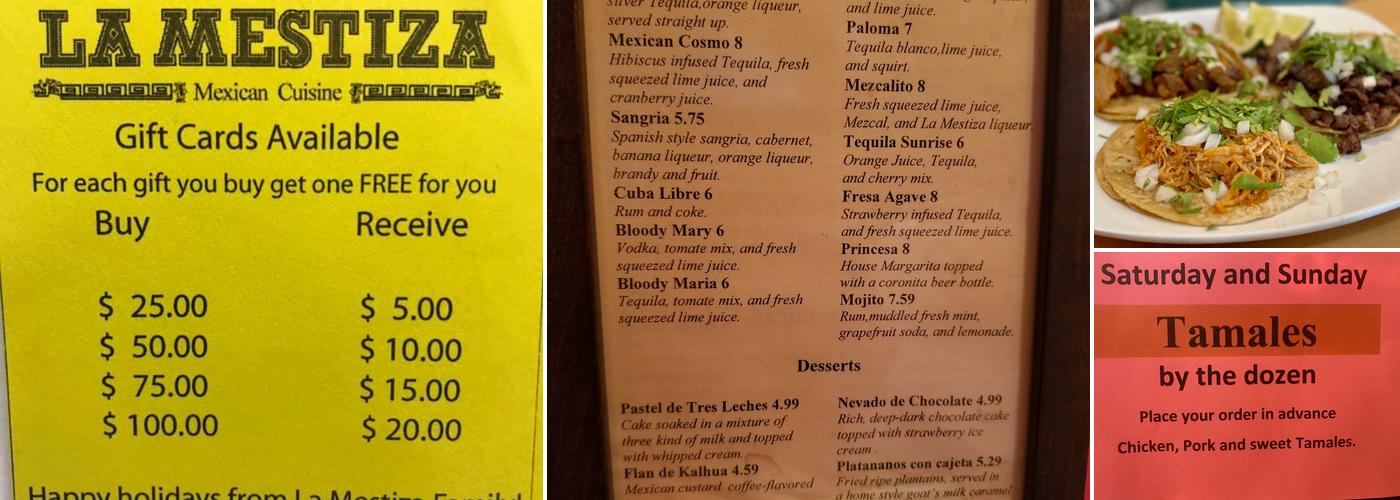 LA MESTIZA
Mexican Cuisine
Gift Cards Available
For each gift you buy get one FREE for you
Buy Receive
$ 25.00 $ 5.00
$ 50.00 $ 10.00
$ 75.00 $ 15.00
$ 100.00 $ 20.00
Happy holidays from La Mestiza Family!
silver Tequila,orange liqueur,
served straight up.
Mexican Cosmo 8
Hibiscus infused Tequila, fresh
squeezed lime juice, and
cranberry juice.
Sangria 5.75
Spanish style sangria, cabernet,
banana liqueur, orange liqueur,
brandy and fruit.
Cuba Libre 6
Rum and coke.
Bloody Mary 6
Vodka, tomate mix, and fresh
squeezed lime juice.
Bloody Maria 6
Tequila, tomate mix, and fresh
squeezed lime juice.
and lime juice.
Paloma 7
Tequila blanco,lime juice,
and squirt.
Mezcalito 8
Fresh squeezed lime juice,
Mezcal, and La Mestiza liqueur.
Tequila Sunrise 6
Orange Juice, Tequila,
and cherry mix.
Fresa Agave 8
Strawberry infused Tequila,
and fresh squeezed lime juice.
Princesa 8
House Margarita topped
with a coronita beer bottle.
Mojito 7.59
Rum,muddled fresh mint,
grapefruit soda, and lemonade.
Desserts
Pastel de Tres Leches 4.99
Cake soaked in a mixture of
three kind of milk and topped
with whipped cream.
Flan de Kalhua 4.59
Mexican custard coffee-flavored
Nevado de Chocolate 4.99
Rich, deep-dark chocolate cake
topped with strawberry ice
cream .
Platananos con cajeta 5.29
Fried ripe plantains, served in
a home style goat's milk caramel
Saturday and Sunday
Tamales
by the dozen
Place your order in advance
Chicken, Pork and sweet Tamales.